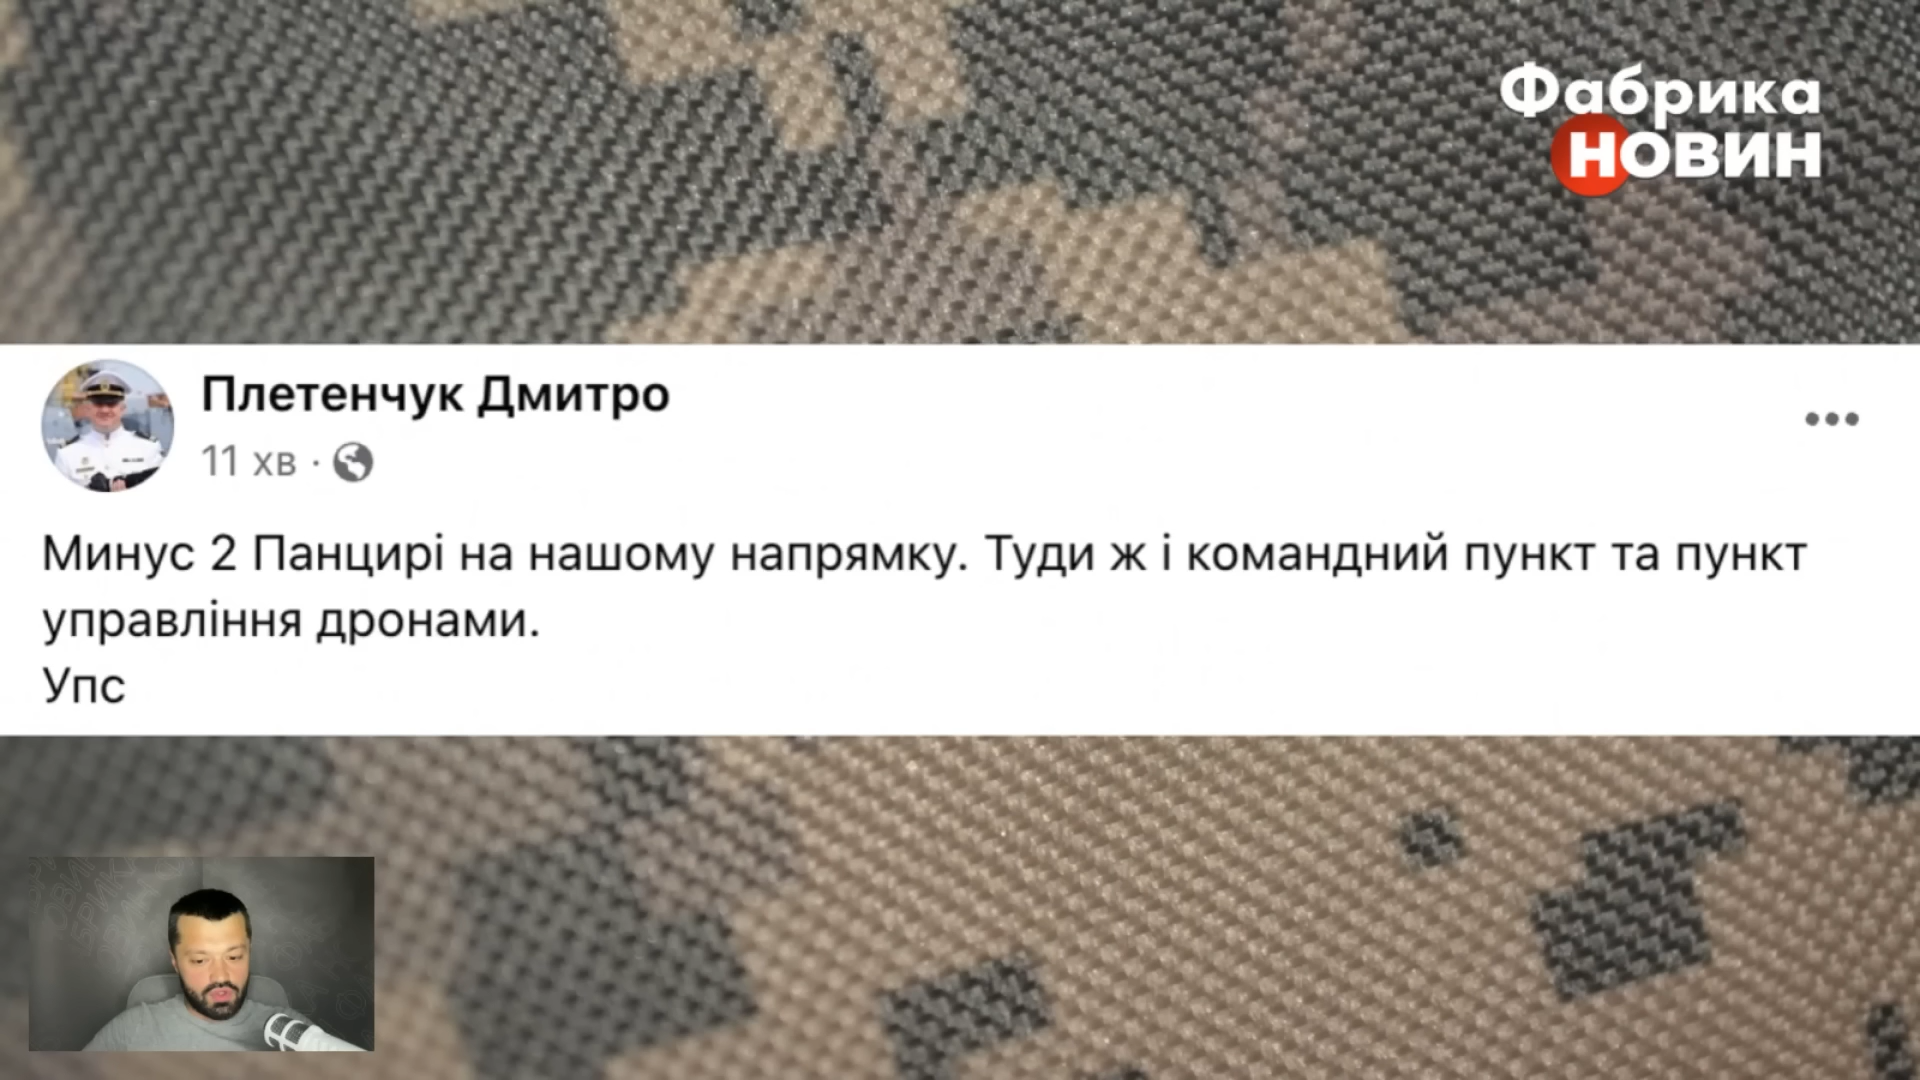 Фабрика
новин
Плетенчук Дмитро
11 хв ·
Минус 2 Панцирі на нашому напрямку. Туди ж і командний пункт та пункт
управління дронами.
Упс